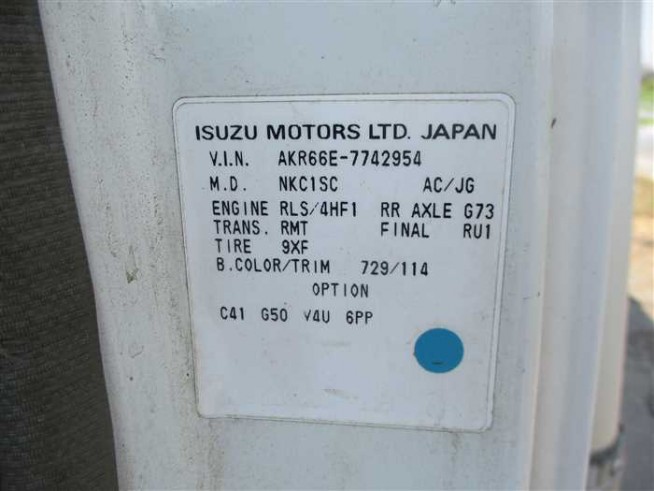 ISUZU MOTORS LTD. JAPAN
V.I.N. AKR66E-7742954
M.D. NKC1SC AC/JG
ENGINE RLS/4HF1 RR AXLE G73
TRANS. RMT FINAL RU1
TIRE 9XF
B.COLOR/TRIM 729/114
OPTION
C41 G50 V4U 6PP